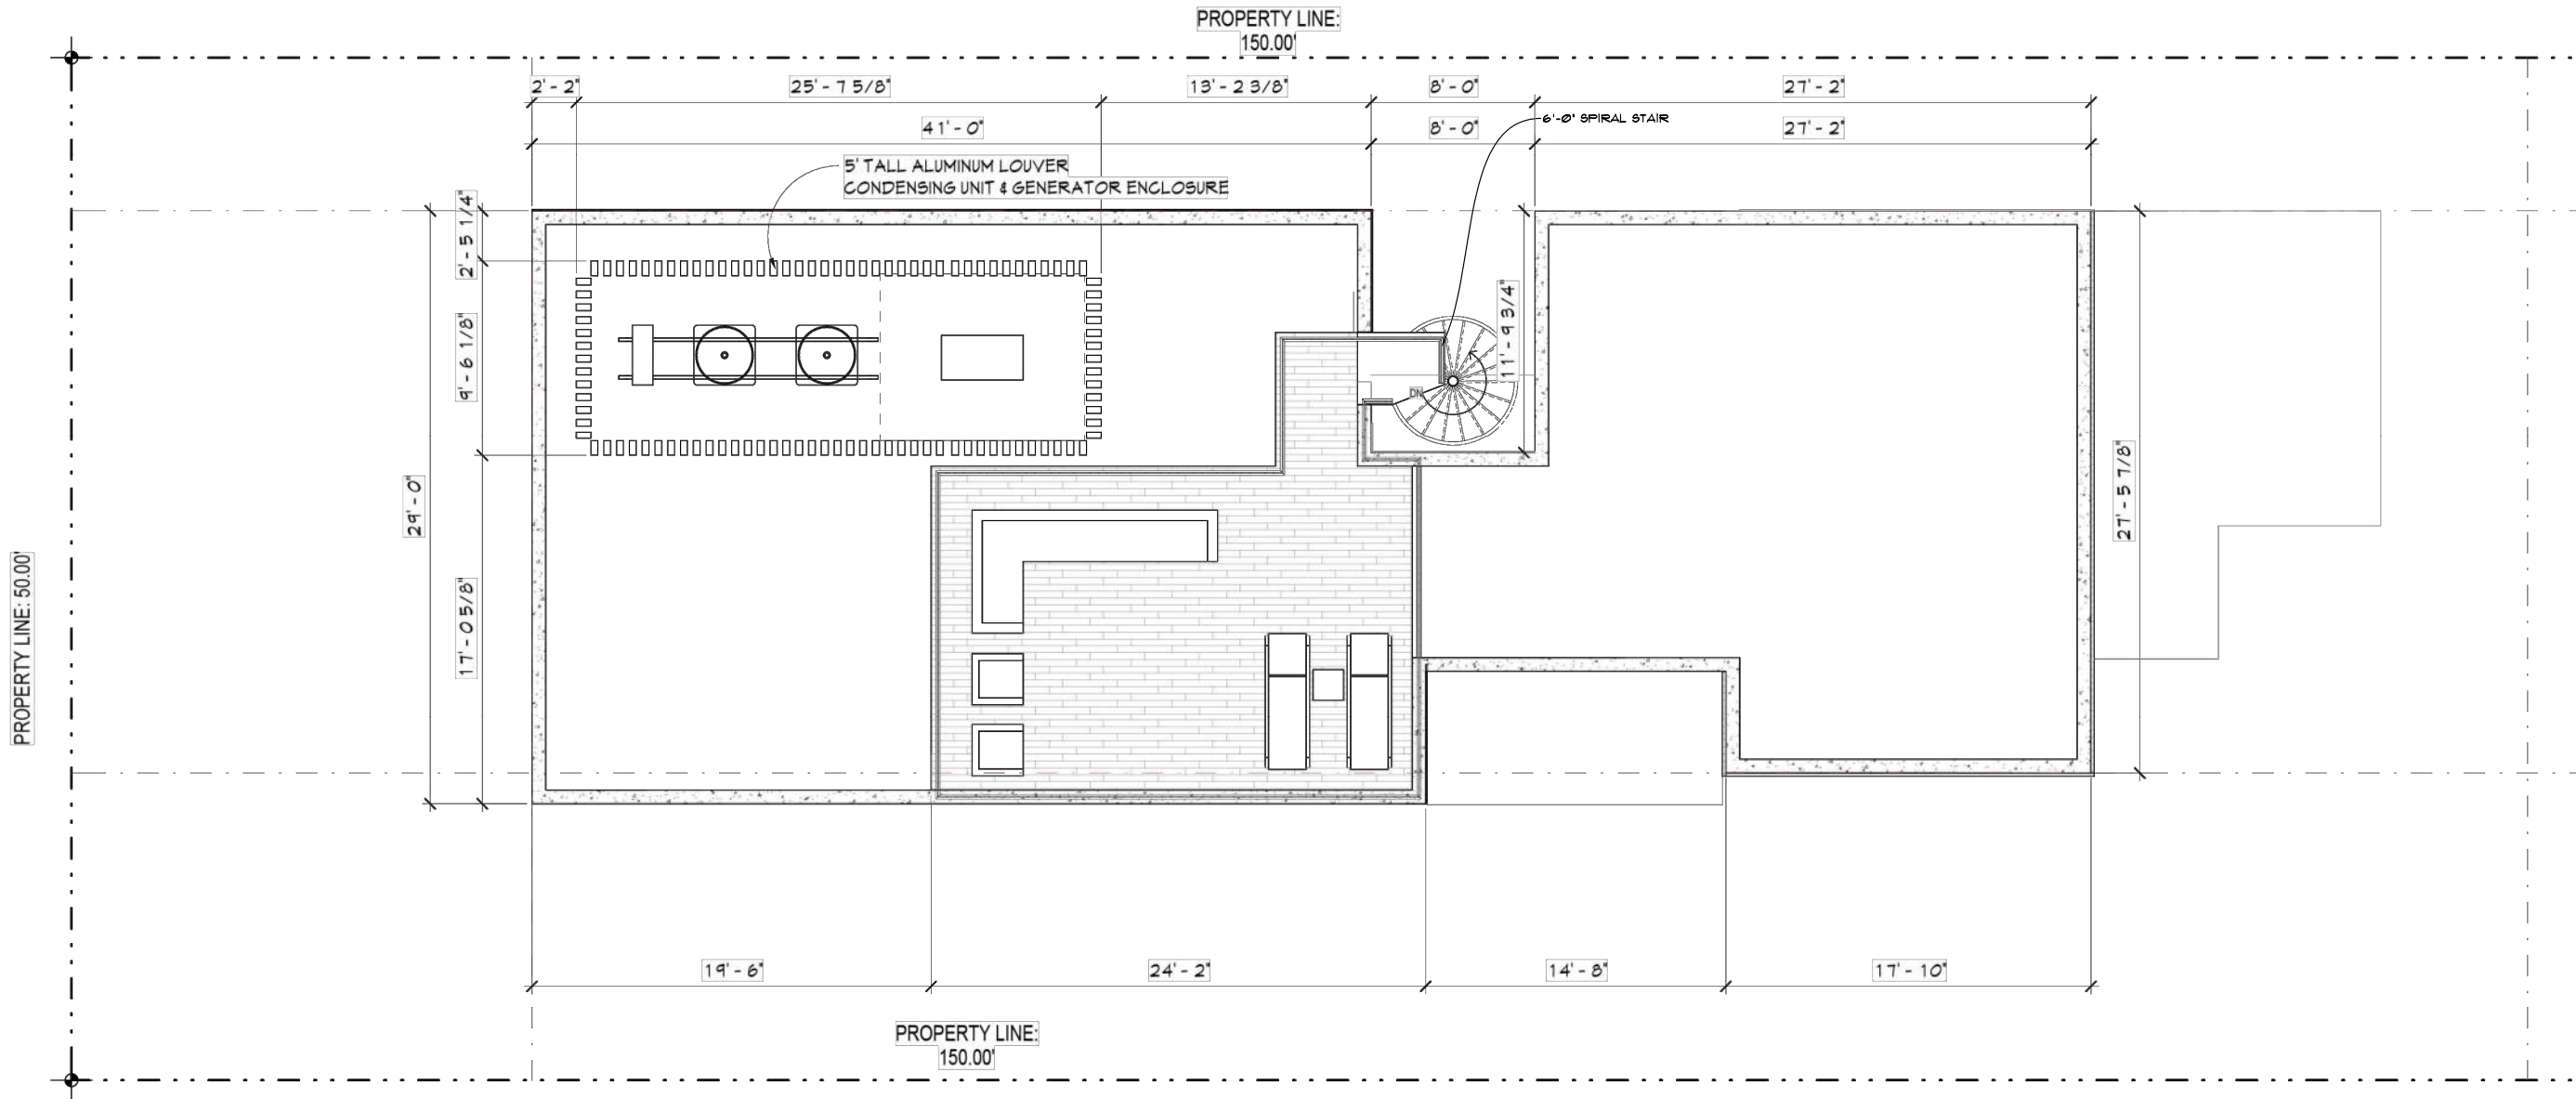 PROPERTY LINE:
150.00'
2' - 2"
25' - 7 5/8"
13' - 2 3/8"
8' - 0"
27' - 2"
41' - 0"
8' - 0"
27' - 2"
6'-0" SPIRAL STAIR
5' TALL ALUMINUM LOUVER
CONDENSING UNIT & GENERATOR ENCLOSURE
2' - 5 1/4"
9' - 6 1/8"
11' - 9 3/4"
DN
29' - 0"
27' - 5 7/8"
17' - 0 5/8"
PROPERTY LINE: 50.00'
19' - 6"
24' - 2"
14' - 8"
17' - 10"
PROPERTY LINE:
150.00'